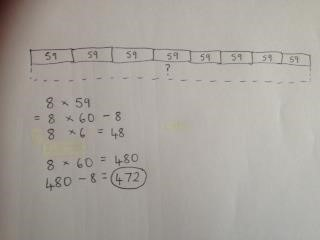 59 59 59 59 59 59 59 59
?
8 × 59
= 8 × 60 - 8
8 × 6 = 48
8 × 60 = 480
480 - 8 = 472